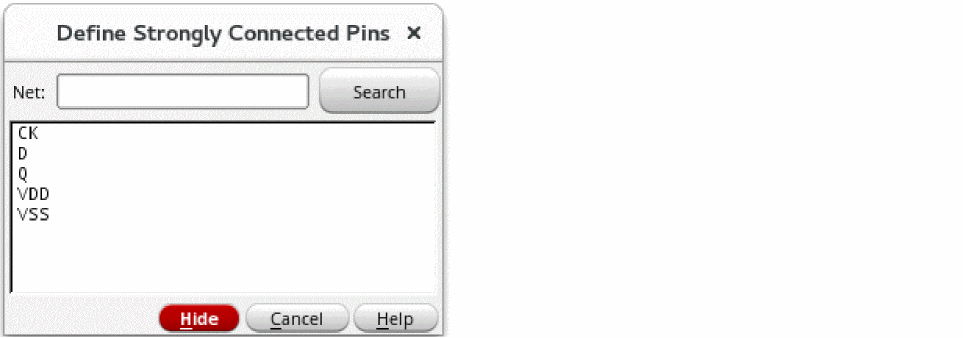 Define Strongly Connected Pins ×
Net: Search
CK
D
Q
VDD
VSS
Hide Cancel Help